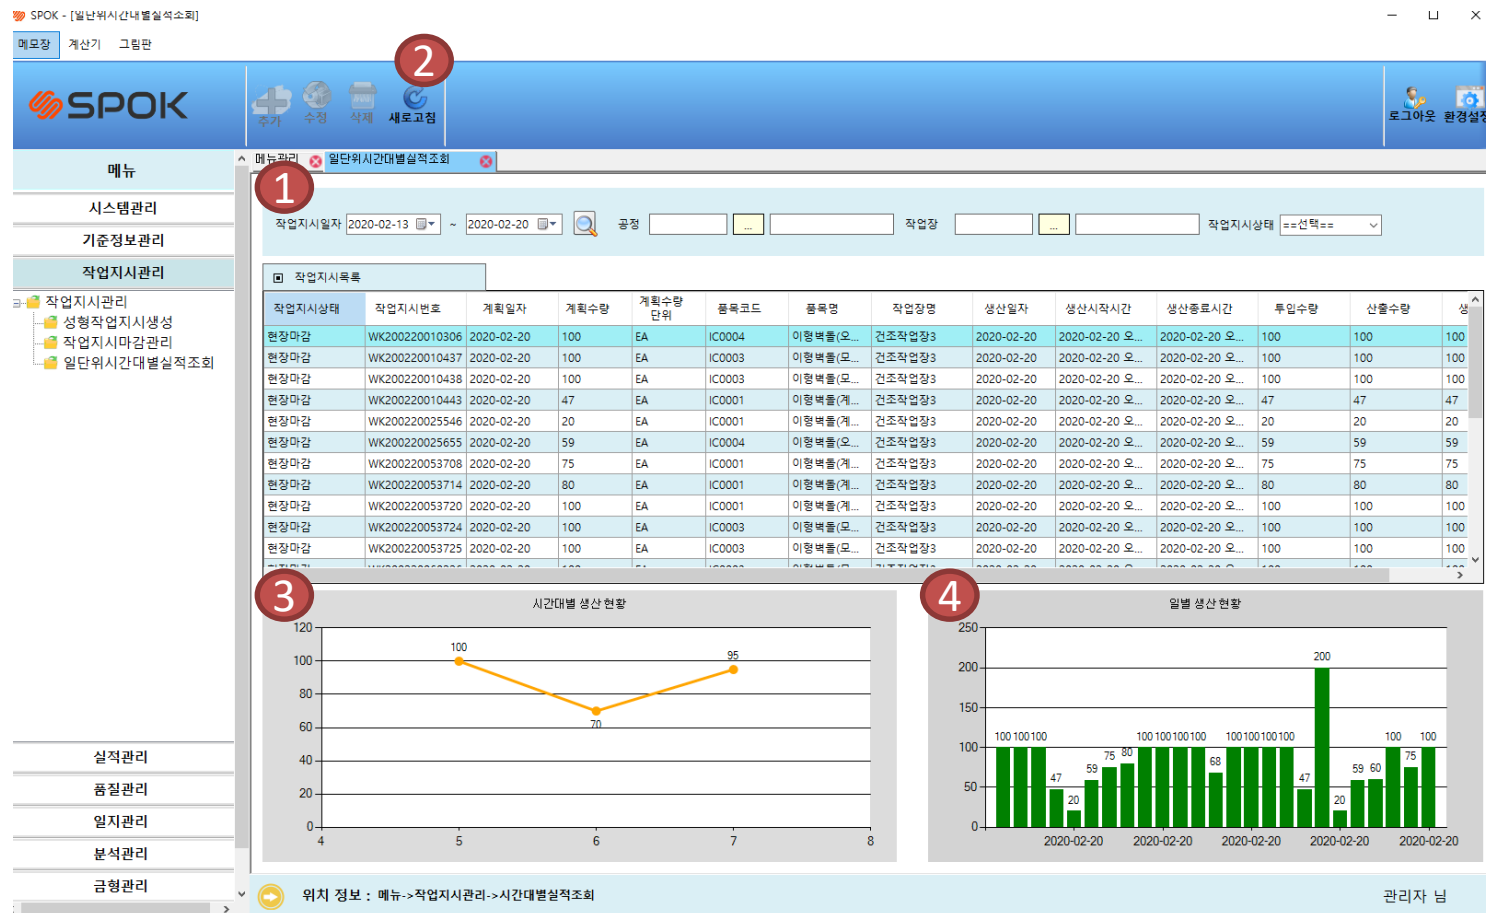 SPOK - [일단위시간대별실적조회]
메모장 계산기 그림판
2
SPOK
추가 수정 삭제 새로고침
로그아웃 환경설정
메뉴
메뉴관리 일단위시간대별실적조회
1
시스템관리
기준정보관리
작업지시관리
작업지시관리
성형작업지시생성
작업지시마감관리
일단위시간대별실적조회
작업지시일자 2020-02-13 ~ 2020-02-20 공정 ... 작업장 ... 작업지시상태 ==선택==
작업지시목록
작업지시상태 작업지시번호 계획일자 계획수량 계획수량 단위 품목코드 품목명 작업장명 생산일자 생산시작시간 생산종료시간 투입수량 산출수량 생
현장마감 WK200220010306 2020-02-20 100 EA IC0004 이형벽돌(오... 건조작업장3 2020-02-20 2020-02-20 오... 2020-02-20 오... 100 100 100
현장마감 WK200220010437 2020-02-20 100 EA IC0003 이형벽돌(모... 건조작업장3 2020-02-20 2020-02-20 오... 2020-02-20 오... 100 100 100
현장마감 WK200220010438 2020-02-20 100 EA IC0003 이형벽돌(모... 건조작업장3 2020-02-20 2020-02-20 오... 2020-02-20 오... 100 100 100
현장마감 WK200220010443 2020-02-20 47 EA IC0001 이형벽돌(계... 건조작업장3 2020-02-20 2020-02-20 오... 2020-02-20 오... 47 47 47
현장마감 WK200220025546 2020-02-20 20 EA IC0001 이형벽돌(계... 건조작업장3 2020-02-20 2020-02-20 오... 2020-02-20 오... 20 20 20
현장마감 WK200220025655 2020-02-20 59 EA IC0004 이형벽돌(오... 건조작업장3 2020-02-20 2020-02-20 오... 2020-02-20 오... 59 59 59
현장마감 WK200220053708 2020-02-20 75 EA IC0001 이형벽돌(계... 건조작업장3 2020-02-20 2020-02-20 오... 2020-02-20 오... 75 75 75
현장마감 WK200220053714 2020-02-20 80 EA IC0001 이형벽돌(계... 건조작업장3 2020-02-20 2020-02-20 오... 2020-02-20 오... 80 80 80
현장마감 WK200220053720 2020-02-20 100 EA IC0001 이형벽돌(계... 건조작업장3 2020-02-20 2020-02-20 오... 2020-02-20 오... 100 100 100
현장마감 WK200220053724 2020-02-20 100 EA IC0003 이형벽돌(모... 건조작업장3 2020-02-20 2020-02-20 오... 2020-02-20 오... 100 100 100
현장마감 WK200220053725 2020-02-20 100 EA IC0003 이형벽돌(모... 건조작업장3 2020-02-20 2020-02-20 오... 2020-02-20 오... 100 100 100
3
시간대별 생산 현황
120
100
80
60
40
20
0
100 70 95
4 5 6 7 8
4
일별 생산 현황
250
200
150
100
50
0
100 100 100 47 20 59 75 80 100 100 100 100 68 100 100 100 100 47 200 20 59 60 100 75 100
2020-02-20 2020-02-20 2020-02-20 2020-02-20 2020-02-20
실적관리
품질관리
일지관리
분석관리
금형관리
위치 정보 : 메뉴->작업지시관리->시간대별실적조회
관리자 님